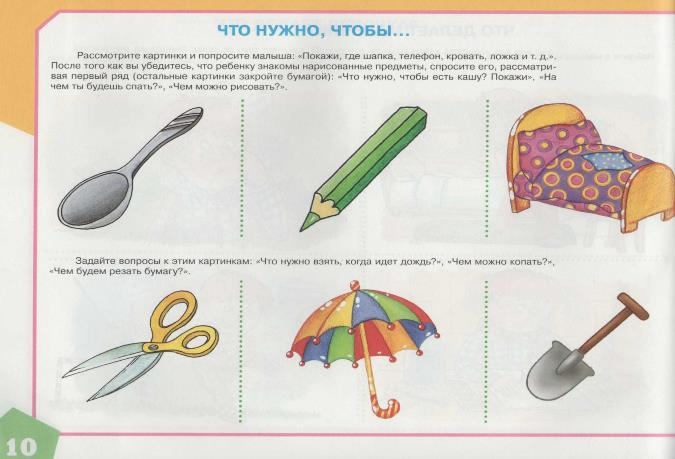 ЧТО НУЖНО, ЧТОБЫ...
Рассмотрите картинки и попросите малыша: «Покажи, где шапка, телефон, кровать, ложка и т. д.».
После того как вы убедитесь, что ребенку знакомы нарисованные предметы, спросите его, рассматри-
вая первый ряд (остальные картинки закройте бумагой): «Что нужно, чтобы есть кашу? Покажи», «На
чем ты будешь спать?», «Чем можно рисовать?».
Задайте вопросы к этим картинкам: «Что нужно взять, когда идет дождь?», «Чем можно копать?»,
«Чем будем резать бумагу?».
10